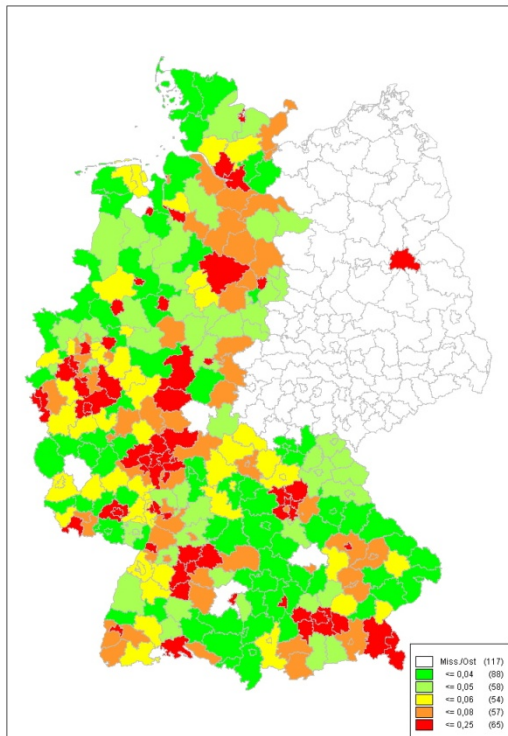 Miss./Ost (117)
<= 0,04 (88)
<= 0,05 (58)
<= 0,06 (54)
<= 0,08 (57)
<= 0,25 (65)